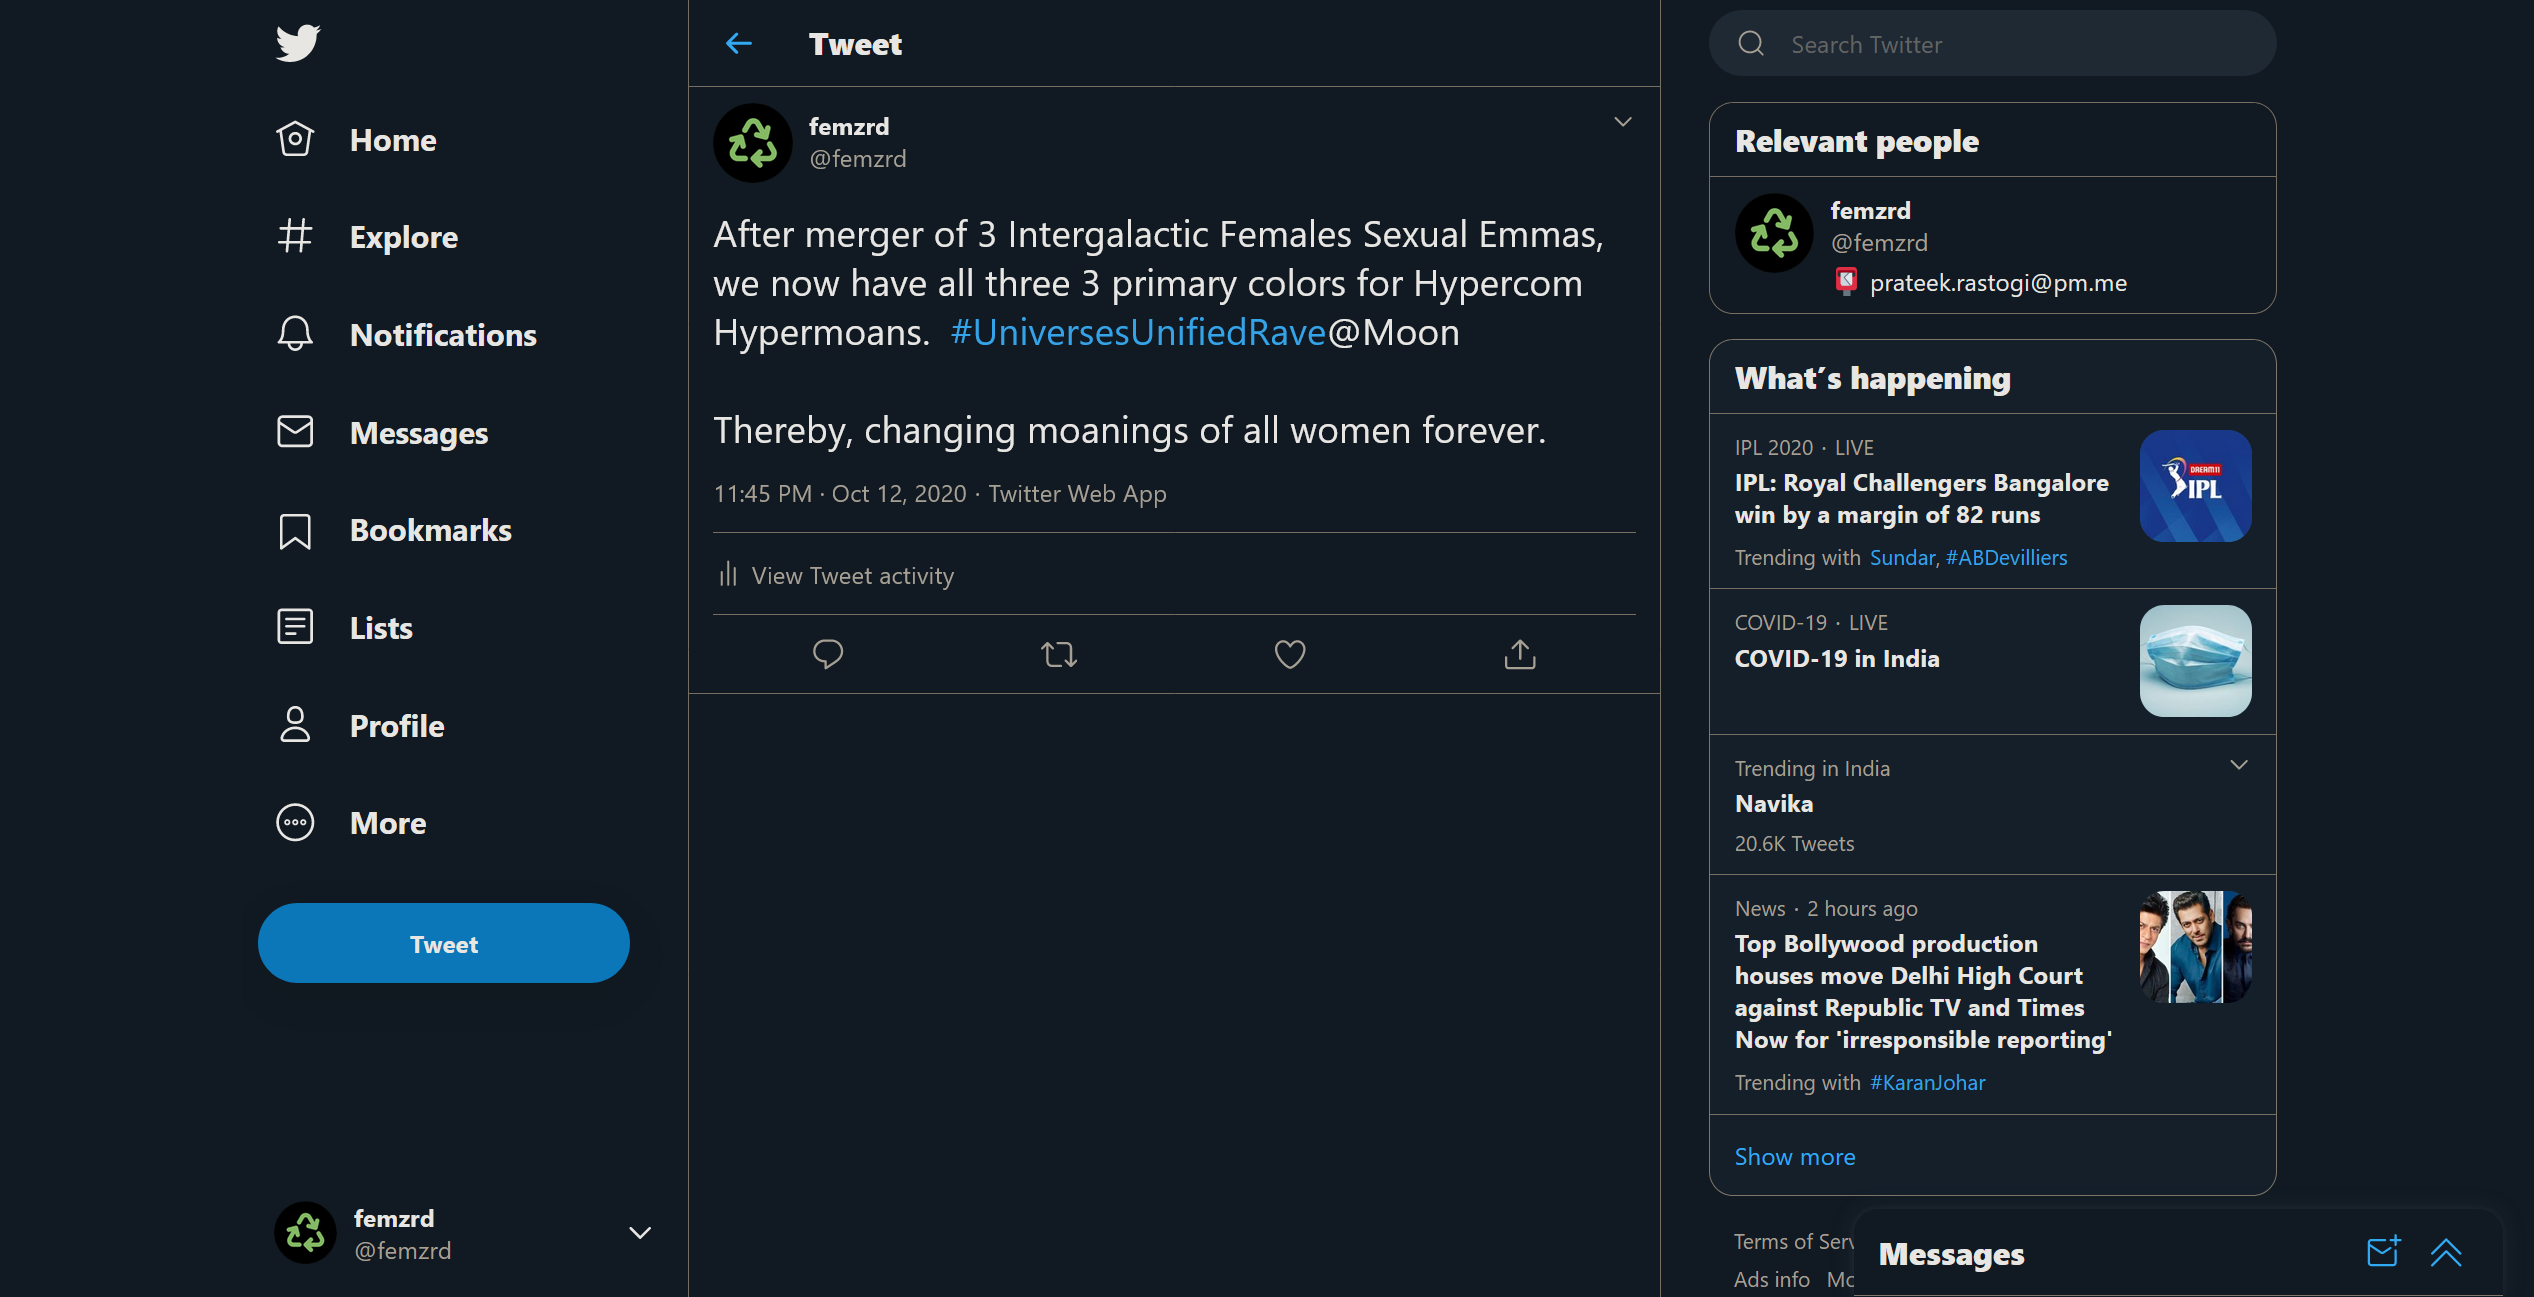 Home
Explore
Notifications
Messages
Bookmarks
Lists
Profile
More
Tweet
femzrd
@femzrd
Tweet
femzrd
@femzrd
After merger of 3 Intergalactic Females Sexual Emmas,
we now have all three 3 primary colors for Hypercom
Hypermoans. #UniversesUnifiedRave@Moon
Thereby, changing moanings of all women forever.
11:45 PM · Oct 12, 2020 · Twitter Web App
View Tweet activity
Search Twitter
Relevant people
femzrd
@femzrd
prateek.rastogi@pm.me
What´s happening
IPL 2020 · LIVE
IPL: Royal Challengers Bangalore
win by a margin of 82 runs
Trending with Sundar, #ABDevilliers
DREAM11
IPL
COVID-19 · LIVE
COVID-19 in India
Trending in India
Navika
20.6K Tweets
News · 2 hours ago
Top Bollywood production
houses move Delhi High Court
against Republic TV and Times
Now for 'irresponsible reporting'
Trending with #KaranJohar
Show more
Terms of Serv
Ads info Mo
Messages